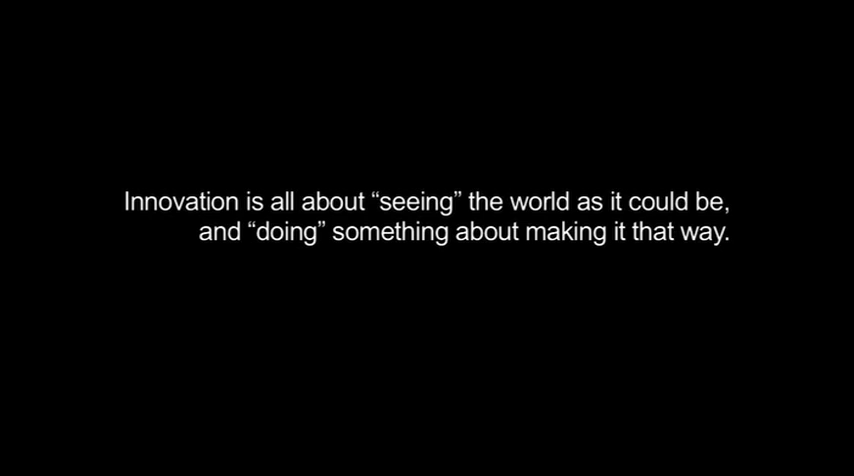 Innovation is all about “seeing” the world as it could be,
and “doing” something about making it that way.